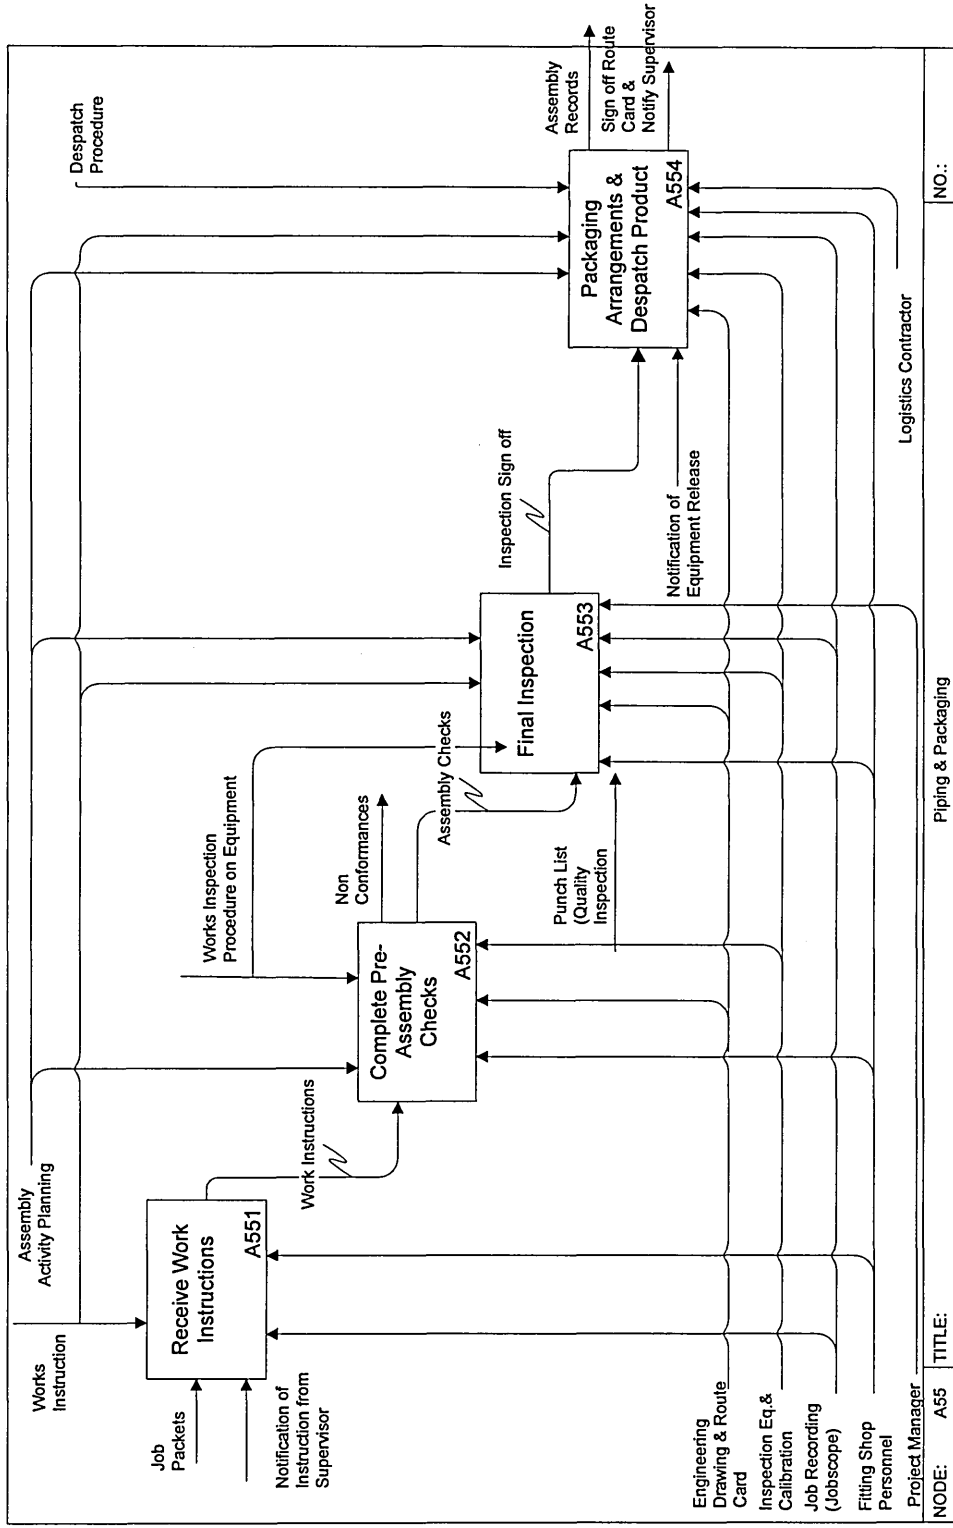 Works
Instruction
Assembly
Activity Planning
Despatch
Procedure
Job
Packets
Notification of
Instruction from
Supervisor
Receive Work
Instructions
A551
Work Instructions
Works Inspection
Procedure on Equipment
Complete Pre-
Assembly
Checks
A552
Non
Conformances
Assembly Checks
Punch List
(Quality
Inspection
Final Inspection
A553
Inspection Sign off
Notification of
Equipment Release
Packaging
Arrangements &
Despatch Product
A554
Assembly
Records
Sign off Route
Card &
Notify Supervisor
Engineering
Drawing & Route
Card
Inspection Eq.&
Calibration
Job Recording
(Jobscope)
Fitting Shop
Personnel
Project Manager
Logistics Contractor
NODE:
A55
TITLE:
Piping & Packaging
NO.: